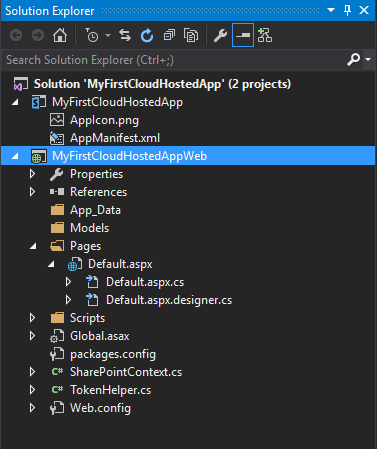 Solution Explorer
Search Solution Explorer (Ctrl+;)
Solution 'MyFirstCloudHostedApp' (2 projects)
MyFirstCloudHostedApp
AppIcon.png
AppManifest.xml
MyFirstCloudHostedAppWeb
Properties
References
App_Data
Models
Pages
Default.aspx
Default.aspx.cs
Default.aspx.designer.cs
Scripts
Global.asax
packages.config
C# SharePointContext.cs
C# TokenHelper.cs
Web.config